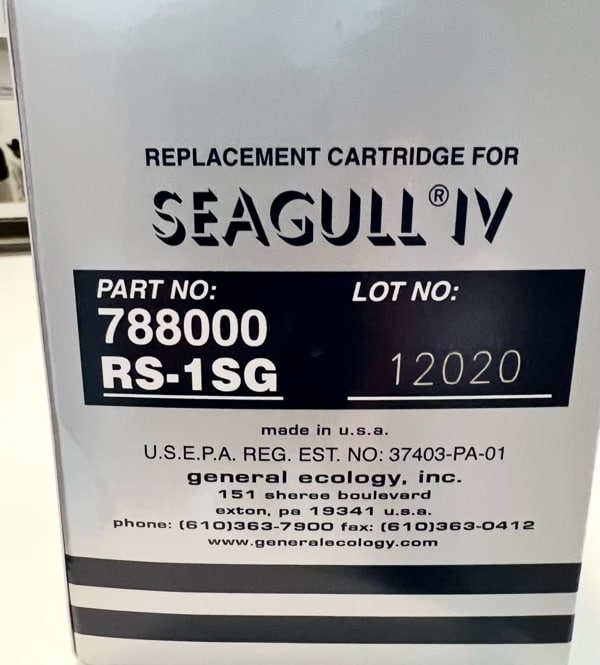 REPLACEMENT CARTRIDGE FOR
SEAGULL® IV
PART NO:
788000
RS-1SG
LOT NO:
12020
made in u.s.a.
U.S.E.P.A. REG. EST. NO: 37403-PA-01
general ecology, inc.
151 sheree boulevard
exton, pa 19341 u.s.a.
phone: (610)363-7900 fax: (610)363-0412
www.generalecology.com